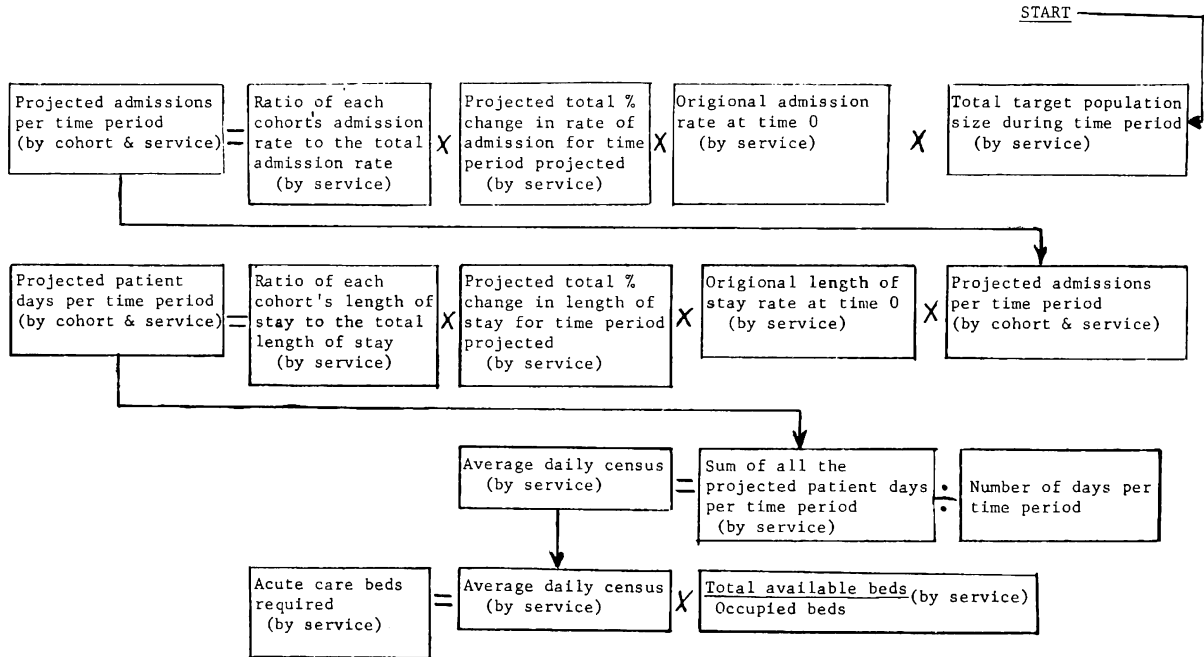 START
Projected admissions
per time period
(by cohort & service)
=
Ratio of each
cohort's admission
rate to the total
admission rate
(by service)
X
Projected total %
change in rate of
admission for time
period projected
(by service)
X
Origional admission
rate at time 0
(by service)
X
Total target population
size during time period
(by service)
Projected patient
days per time period
(by cohort & service)
=
Ratio of each
cohort's length of
stay to the total
length of stay
(by service)
X
Projected total %
change in length of
stay for time period
projected
(by service)
X
Origional length of
stay rate at time 0
(by service)
X
Projected admissions
per time period
(by cohort & service)
Average daily census
(by service)
=
Sum of all the
projected patient days
per time period
(by service)
÷
Number of days per
time period
Acute care beds
required
(by service)
=
Average daily census
(by service)
X
Total available beds (by service)
Occupied beds